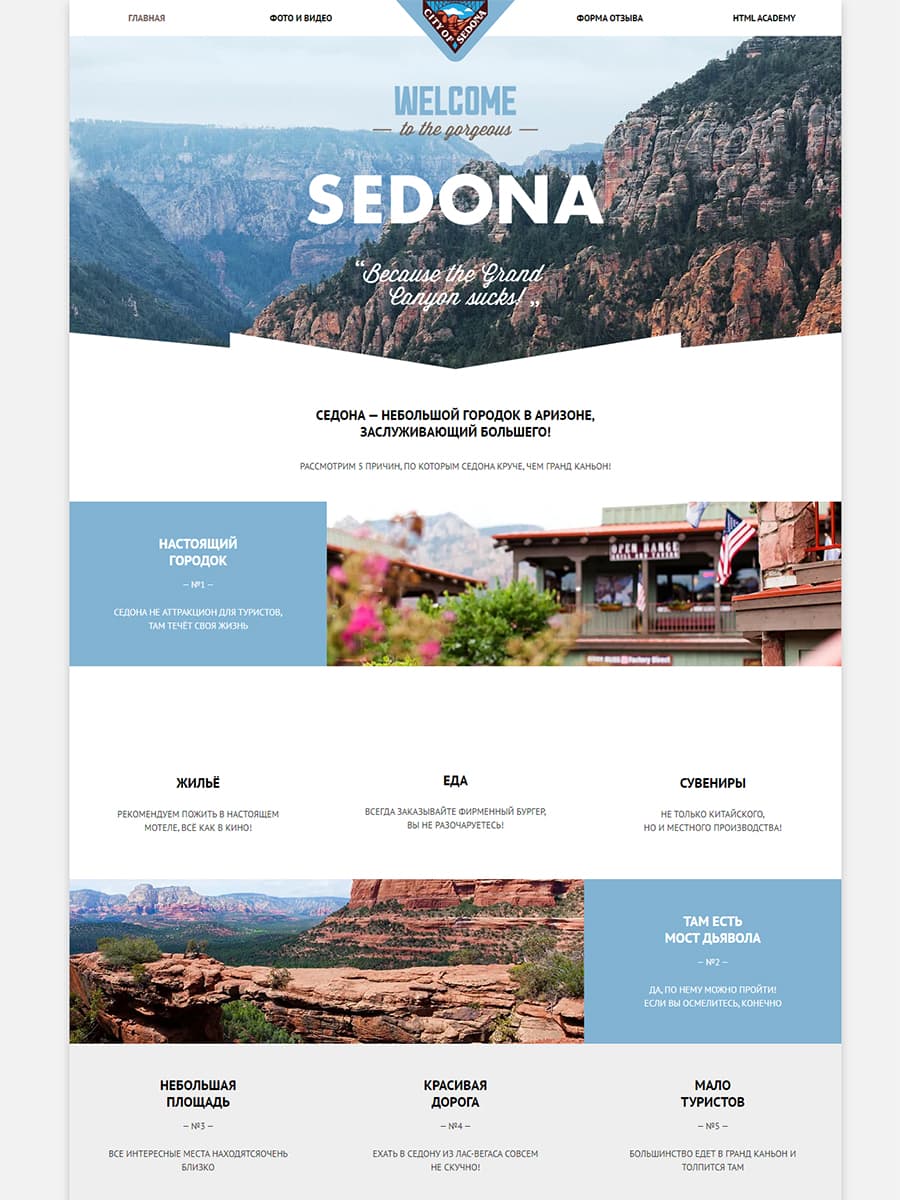 ГЛАВНАЯ
ФОТО И ВИДЕО
CITY OF SEDONA
ФОРМА ОТЗЫВА
HTML ACADEMY
WELCOME
— to the gorgeous —
SEDONA
“Because the Grand
Canyon sucks!„
СЕДОНА — НЕБОЛЬШОЙ ГОРОДОК В АРИЗОНЕ,
ЗАСЛУЖИВАЮЩИЙ БОЛЬШЕГО!
РАССМОТРИМ 5 ПРИЧИН, ПО КОТОРЫМ СЕДОНА КРУЧЕ, ЧЕМ ГРАНД КАНЬОН!
НАСТОЯЩИЙ
ГОРОДОК
— №1 —
СЕДОНА НЕ АТТРАКЦИОН ДЛЯ ТУРИСТОВ,
ТАМ ТЕЧЁТ СВОЯ ЖИЗНЬ
OPEN RANGE
GRILL AND TAVERN
Factory Direct
ЖИЛЬЁ
РЕКОМЕНДУЕМ ПОЖИТЬ В НАСТОЯЩЕМ
МОТЕЛЕ, ВСЁ КАК В КИНО!
ЕДА
ВСЕГДА ЗАКАЗЫВАЙТЕ ФИРМЕННЫЙ БУРГЕР,
ВЫ НЕ РАЗОЧАРУЕТЕСЬ!
СУВЕНИРЫ
НЕ ТОЛЬКО КИТАЙСКОГО,
НО И МЕСТНОГО ПРОИЗВОДСТВА!
ТАМ ЕСТЬ
МОСТ ДЬЯВОЛА
— №2 —
ДА, ПО НЕМУ МОЖНО ПРОЙТИ!
ЕСЛИ ВЫ ОСМЕЛИТЕСЬ, КОНЕЧНО
НЕБОЛЬШАЯ
ПЛОЩАДЬ
— №3 —
ВСЕ ИНТЕРЕСНЫЕ МЕСТА НАХОДЯТСЯОЧЕНЬ
БЛИЗКО
КРАСИВАЯ
ДОРОГА
— №4 —
ЕХАТЬ В СЕДОНУ ИЗ ЛАС-ВЕГАСА СОВСЕМ
НЕ СКУЧНО!
МАЛО
ТУРИСТОВ
— №5 —
БОЛЬШИНСТВО ЕДЕТ В ГРАНД КАНЬОН И
ТОЛПИТСЯ ТАМ